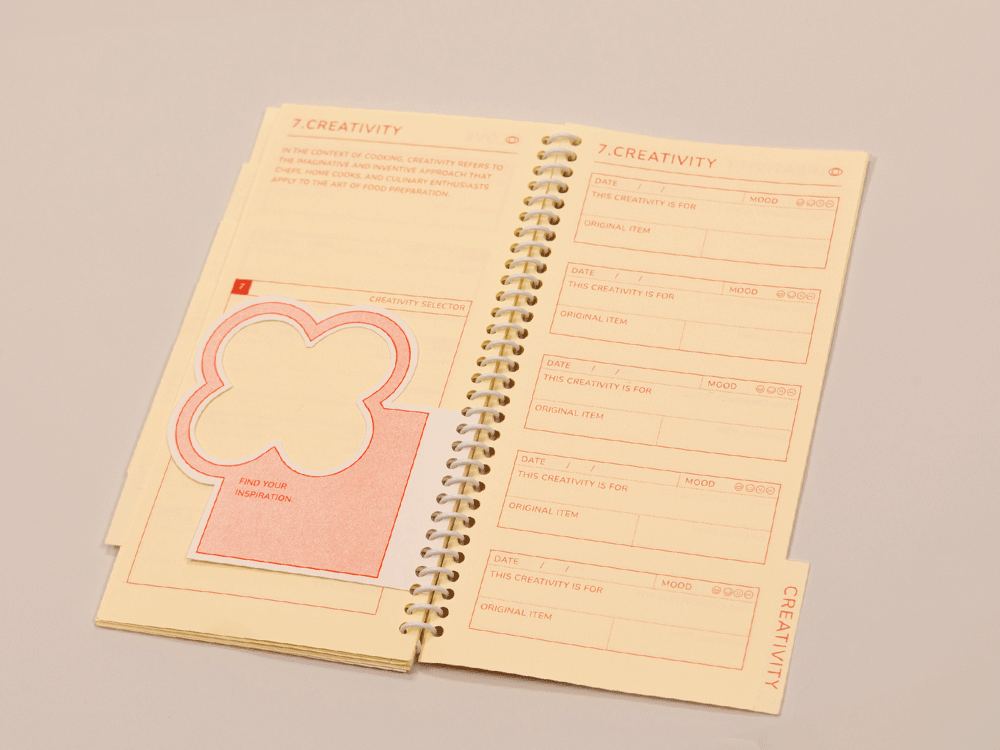 7.CREATIVITY
IN THE CONTEXT OF COOKING, CREATIVITY REFERS TO
THE IMAGINATIVE AND INVENTIVE APPROACH THAT
CHEFS, HOME COOKS, AND CULINARY ENTHUSIASTS
APPLY TO THE ART OF FOOD PREPARATION.
7
CREATIVITY SELECTOR
FIND YOUR
INSPIRATION
7.CREATIVITY
DATE / / MOOD
THIS CREATIVITY IS FOR
ORIGINAL ITEM
DATE / / MOOD
THIS CREATIVITY IS FOR
ORIGINAL ITEM
DATE / / MOOD
THIS CREATIVITY IS FOR
ORIGINAL ITEM
DATE / / MOOD
THIS CREATIVITY IS FOR
ORIGINAL ITEM
DATE / / MOOD
THIS CREATIVITY IS FOR
ORIGINAL ITEM
CREATIVITY